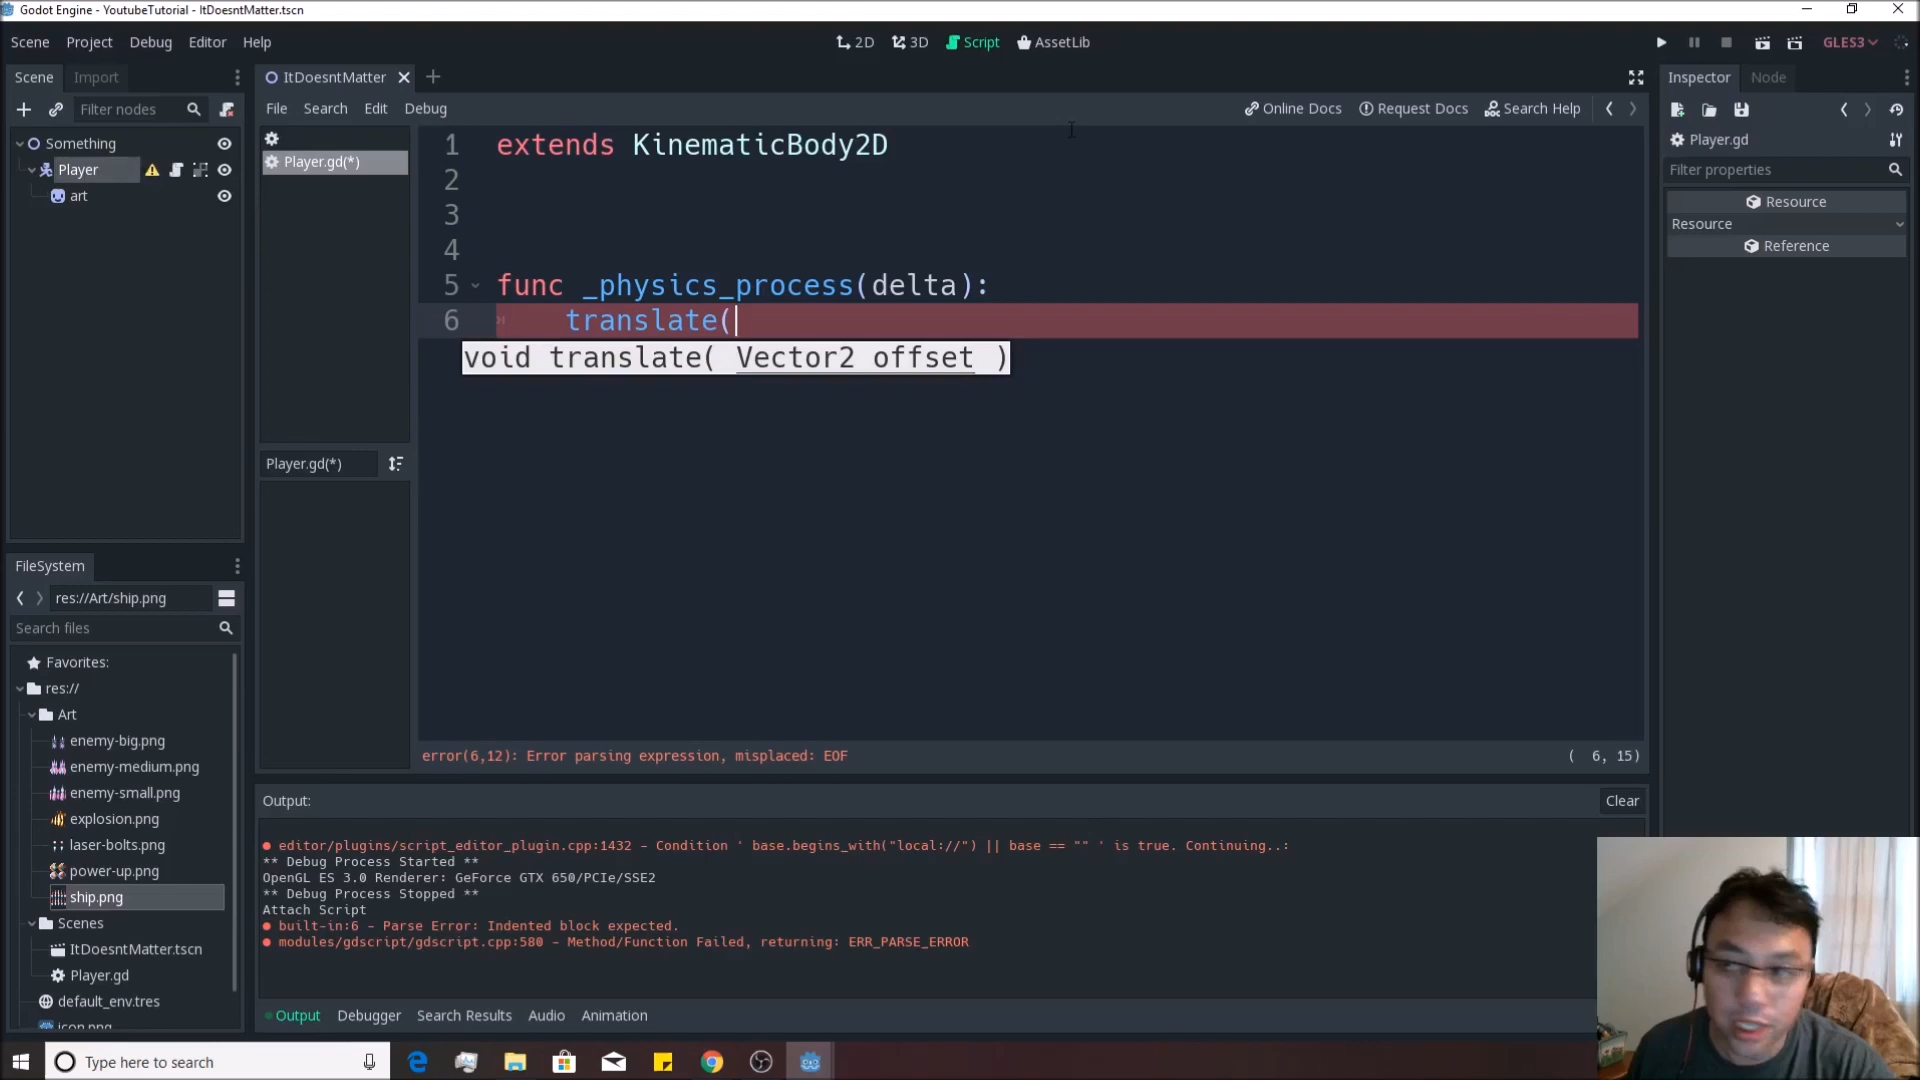 Godot Engine - YoutubeTutorial - ItDoesntMatter.tscn
Scene Project Debug Editor Help
2D 3D Script AssetLib
GLES3
Scene Import
ItDoesntMatter
Inspector Node
Filter nodes
File Search Edit Debug
Online Docs Request Docs Search Help
Something
Player
art
Player.gd(*)
Player.gd
Filter properties
Resource
Resource
Reference
1 extends KinematicBody2D
2
3
4
5 func _physics_process(delta):
6 translate(
void translate( Vector2 offset )
Player.gd(*)
error(6,12): Error parsing expression, misplaced: EOF
( 6, 15)
FileSystem
res://Art/ship.png
Search files
Favorites:
res://
Art
enemy-big.png
enemy-medium.png
enemy-small.png
explosion.png
laser-bolts.png
power-up.png
ship.png
Scenes
ItDoesntMatter.tscn
Player.gd
default_env.tres
icon.png
Output:
Clear
editor/plugins/script_editor_plugin.cpp:1432 - Condition ' base.begins_with("local://") || base == "" ' is true. Continuing..:
** Debug Process Started **
OpenGL ES 3.0 Renderer: GeForce GTX 650/PCIe/SSE2
** Debug Process Stopped **
Attach Script
built-in:6 - Parse Error: Indented block expected.
modules/gdscript/gdscript.cpp:580 - Method/Function Failed, returning: ERR_PARSE_ERROR
Output Debugger Search Results Audio Animation
Type here to search